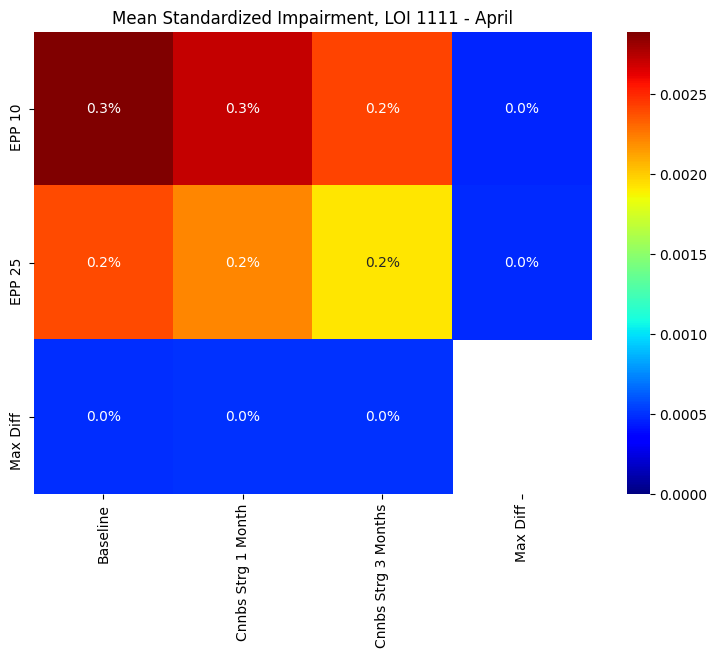 Mean Standardized Impairment, LOI 1111 - April
EPP 10
0.3%
0.3%
0.2%
0.0%
EPP 25
0.2%
0.2%
0.2%
0.0%
Max Diff
0.0%
0.0%
0.0%
Baseline
Cnnbs Strg 1 Month
Cnnbs Strg 3 Months
Max Diff
0.0025
0.0020
0.0015
0.0010
0.0005
0.0000